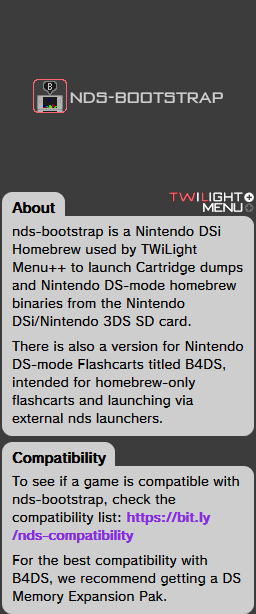 B
NDS-BOOTSTRAP
TWiLIGHT
MENU++
About
nds-bootstrap is a Nintendo DSi
Homebrew used by TWiLight
Menu++ to launch Cartridge dumps
and Nintendo DS-mode homebrew
binaries from the Nintendo
DSi/Nintendo 3DS SD card.
There is also a version for Nintendo
DS-mode Flashcarts titled B4DS,
intended for homebrew-only
flashcarts and launching via
external nds launchers.
Compatibility
To see if a game is compatible with
nds-bootstrap, check the
compatibility list: https://bit.ly
/nds-compatibility
For the best compatibility with
B4DS, we recommend getting a DS
Memory Expansion Pak.